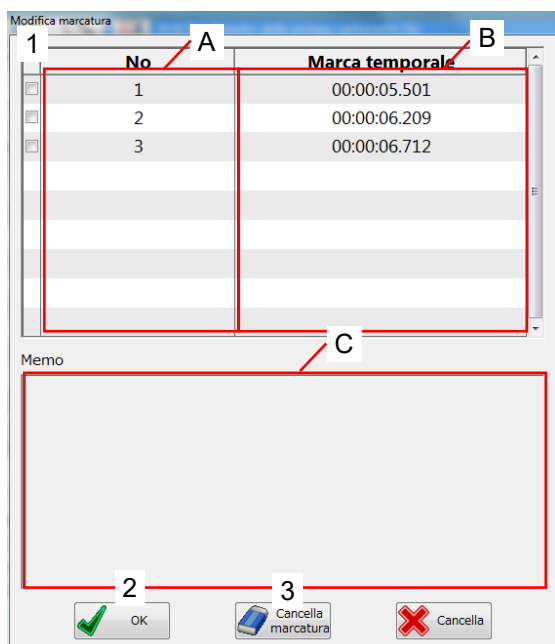 Modifica marcatura
1
A
B
No
Marca temporale
1
00:00:05.501
2
00:00:06.209
3
00:00:06.712
C
Memo
2
3
OK
Cancella
marcatura
Cancella